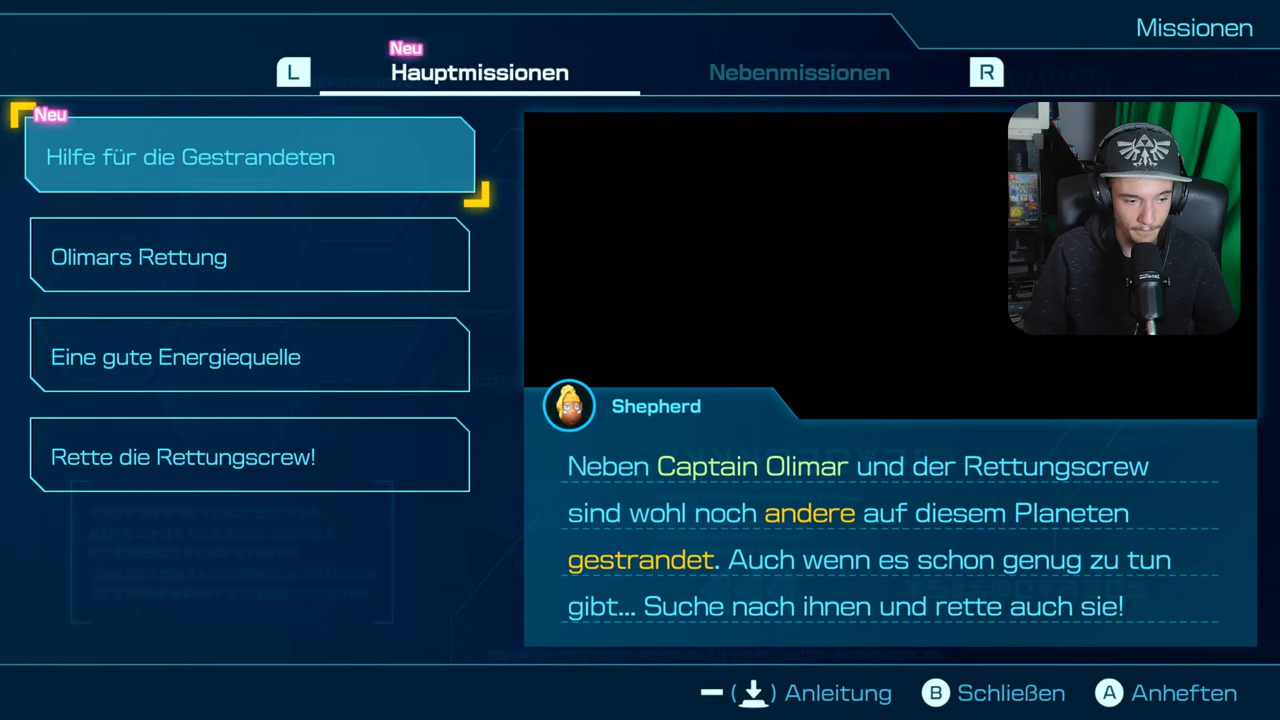 Missionen
Neu
L
Hauptmissionen
Nebenmissionen
R
Neu
Hilfe für die Gestrandeten
Olimars Rettung
Eine gute Energiequelle
Rette die Rettungscrew!
Shepherd
Neben Captain Olimar und der Rettungscrew
sind wohl noch andere auf diesem Planeten
gestrandet. Auch wenn es schon genug zu tun
gibt... Suche nach ihnen und rette auch sie!
( ) Anleitung
B Schließen
A Anheften